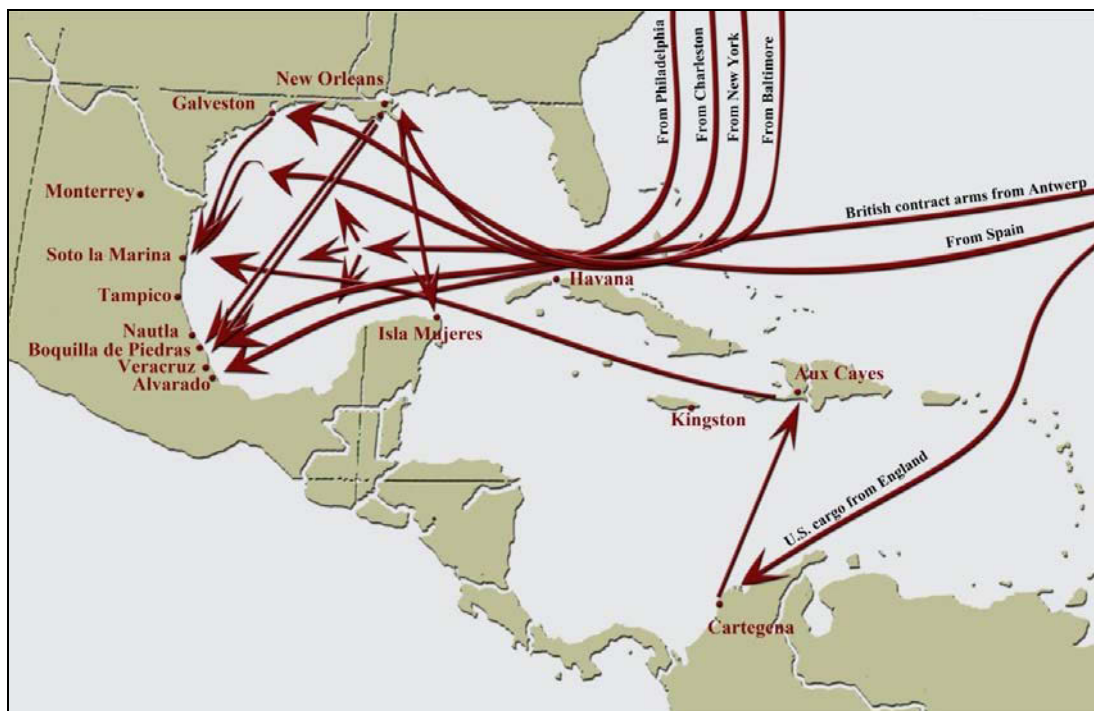 From Philadelphia
From Charleston
From New York
From Baltimore
New Orleans
Galveston
Monterrey
British contract arms from Antwerp
From Spain
Soto la Marina
Havana
Tampico
Isla Mujeres
Nautla
Boquilla de Piedras
Veracruz
Alvarado
Aux Cayes
Kingston
U.S. cargo from England
Cartegena